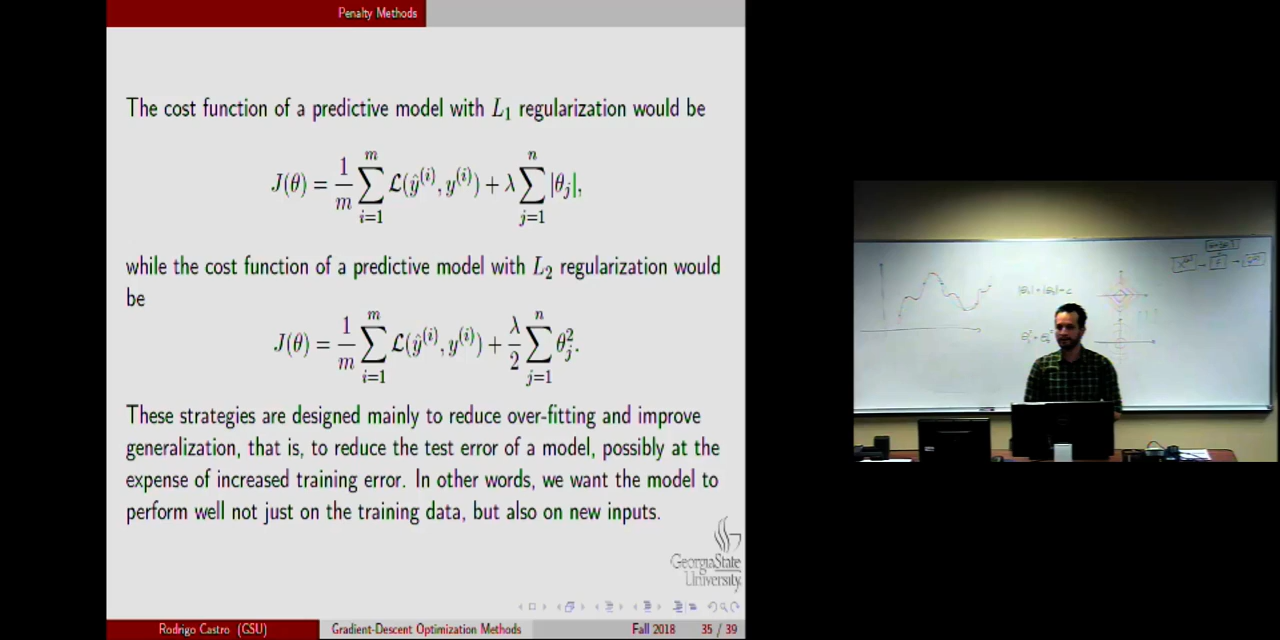 Penalty Methods
The cost function of a predictive model with L₁ regularization would be
J(θ) = 1/m ∑_{i=1}^{m} ℒ(ŷ^{(i)}, y^{(i)}) + λ ∑_{j=1}^{n} |θ_j|,
while the cost function of a predictive model with L₂ regularization would
be
J(θ) = 1/m ∑_{i=1}^{m} ℒ(ŷ^{(i)}, y^{(i)}) + λ/2 ∑_{j=1}^{n} θ_j^2.
These strategies are designed mainly to reduce over-fitting and improve
generalization, that is, to reduce the test error of a model, possibly at the
expense of increased training error. In other words, we want the model to
perform well not just on the training data, but also on new inputs.
GeorgiaState
University
Rodrigo Castro (GSU) Gradient-Descent Optimization Methods Fall 2018 35 / 39
|θ₁| + |θ₂| = c